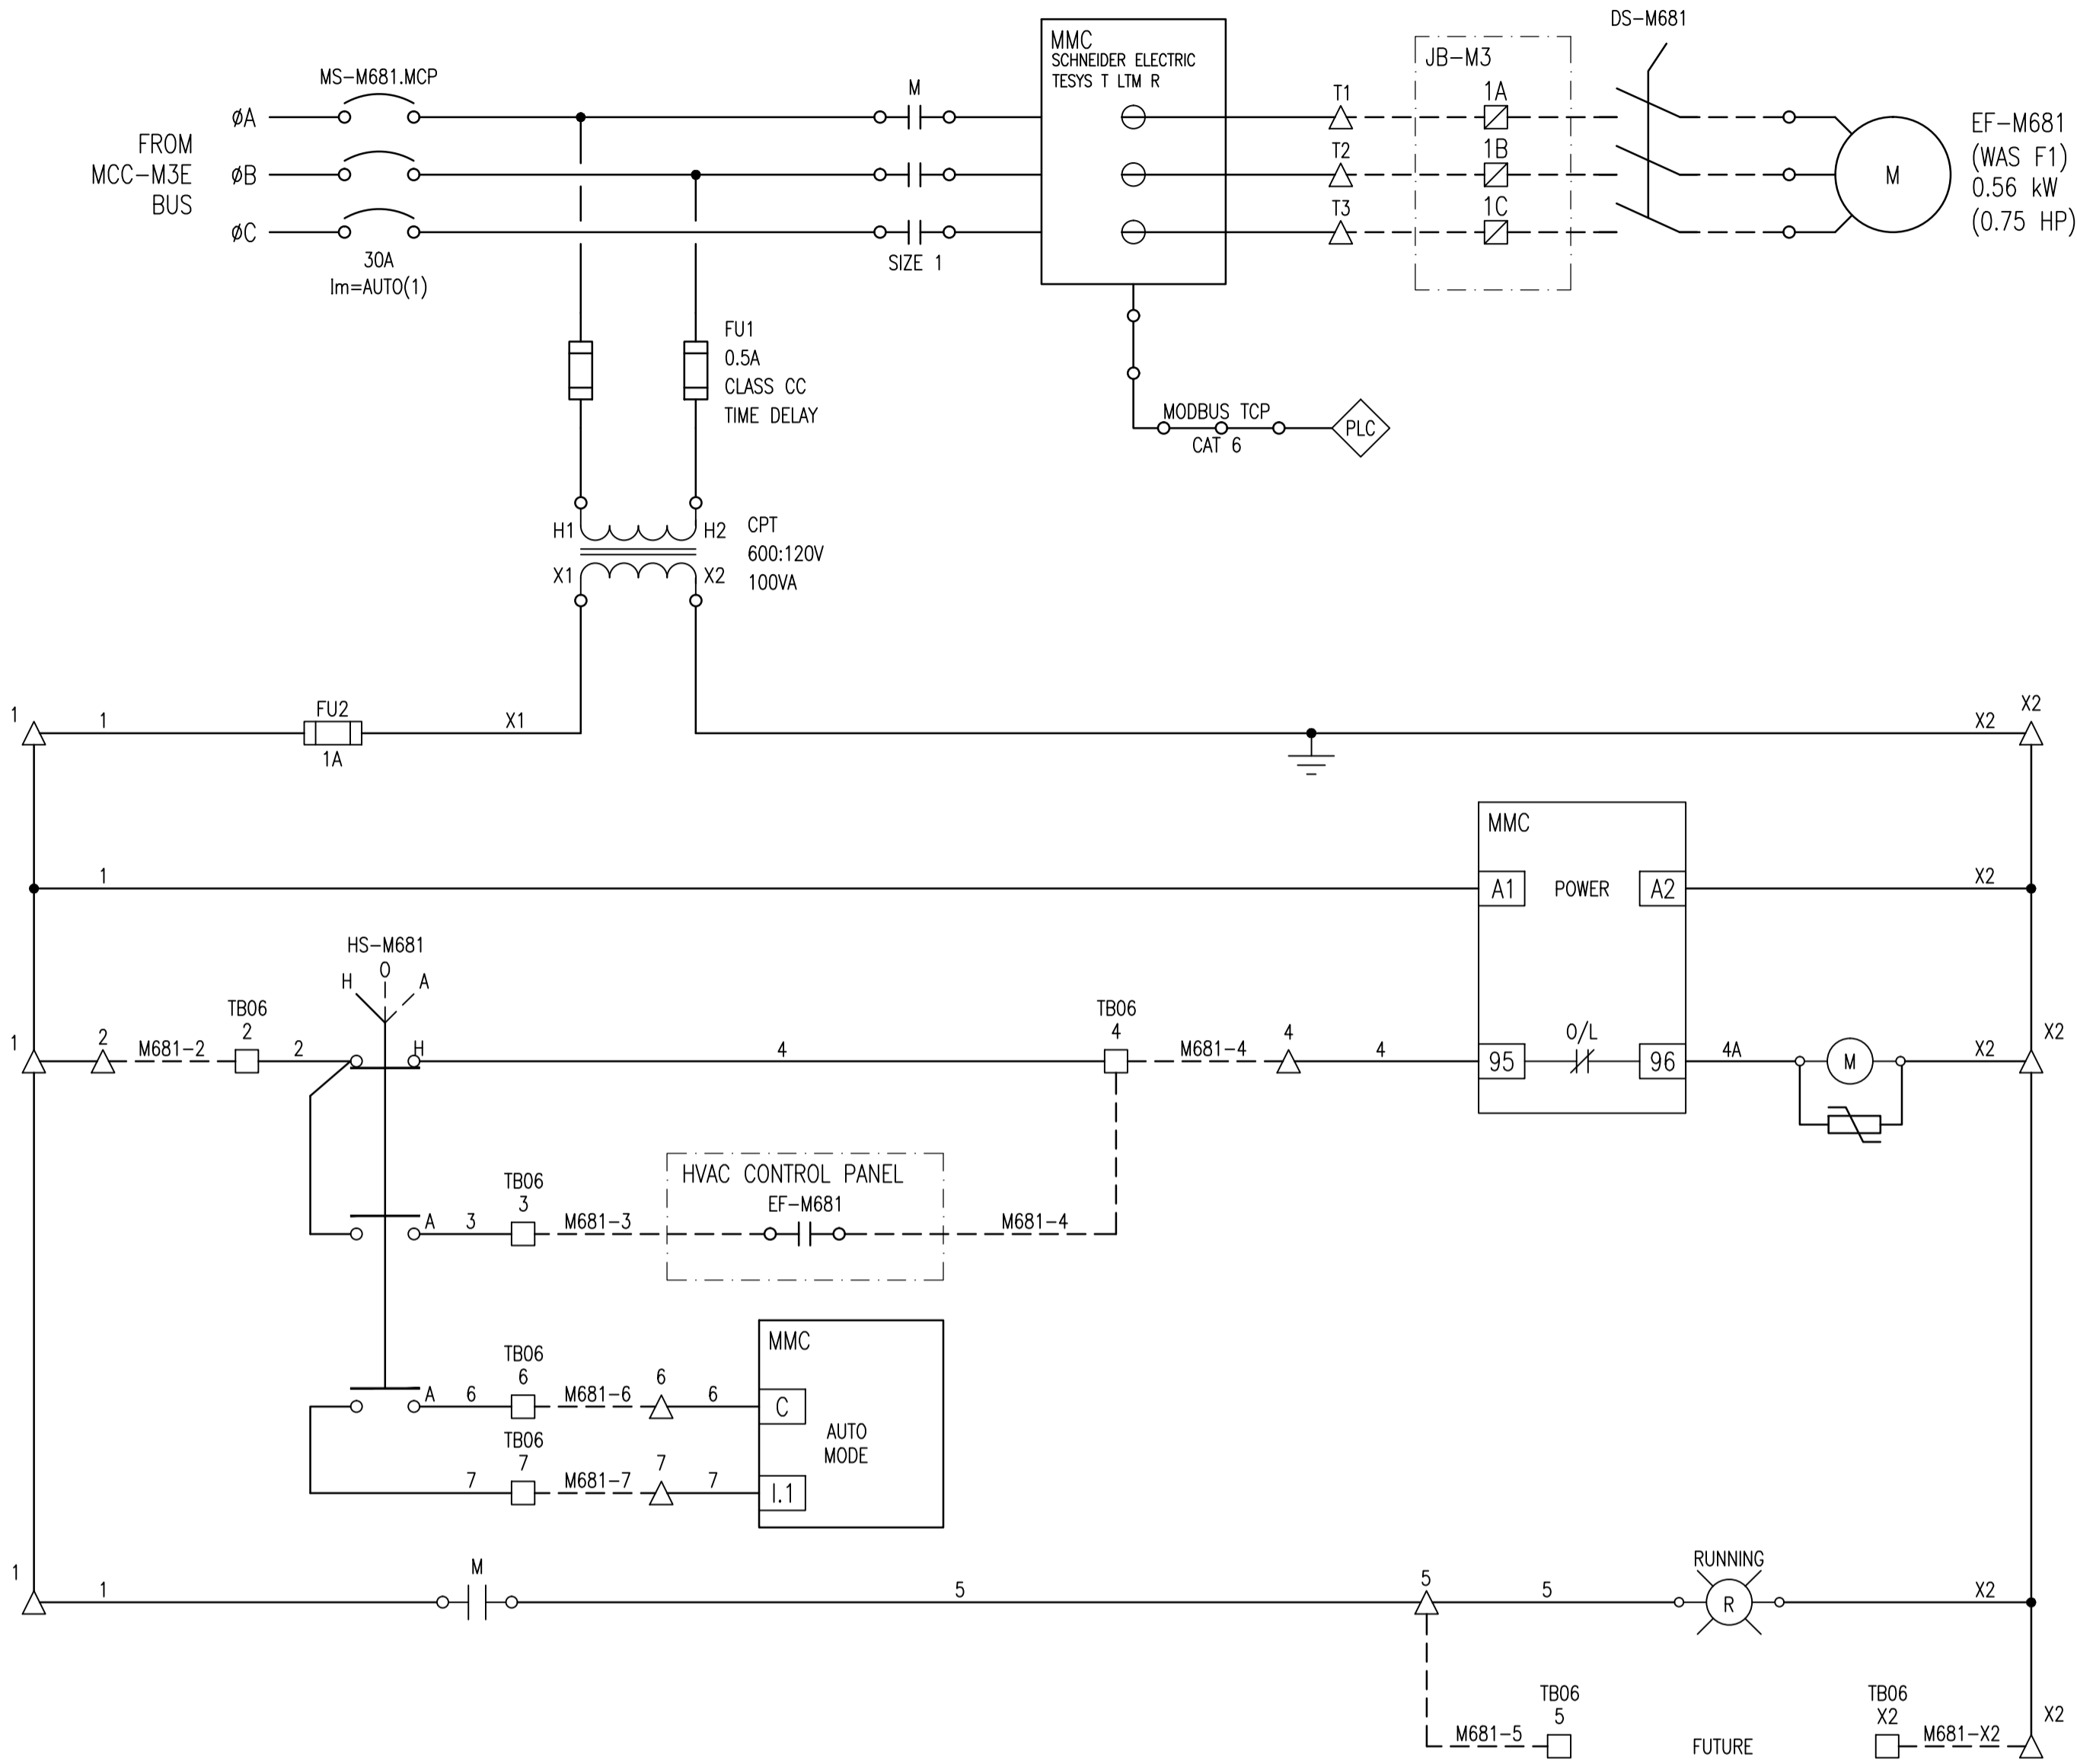 DS-M681
MMC
SCHNEIDER ELECTRIC
TESYS T LTM R
JB-M3
MS-M681.MCP
M
T1
1A
T2
1B
T3
1C
FROM
MCC-M3E
BUS
ØA
ØB
ØC
30A
Im=AUTO(1)
SIZE 1
M
EF-M681
(WAS F1)
0.56 kW
(0.75 HP)
FU1
0.5A
CLASS CC
TIME DELAY
MODBUS TCP
CAT 6
PLC
H1
H2
CPT
600:120V
100VA
X1
X2
1
1
FU2
1A
X1
X2
X2
MMC
1
A1
POWER
A2
X2
HS-M681
H
O
A
1
2
M681-2
TB06
2
2
H
4
TB06
4
M681-4
4
4
95
O/L
96
4A
M
X2
X2
A
3
TB06
3
M681-3
HVAC CONTROL PANEL
EF-M681
M681-4
MMC
A
6
TB06
6
M681-6
6
6
C
AUTO
MODE
7
TB06
7
M681-7
7
7
I.1
1
1
M
5
5
5
RUNNING
R
X2
M681-5
TB06
5
FUTURE
TB06
X2
M681-X2
X2